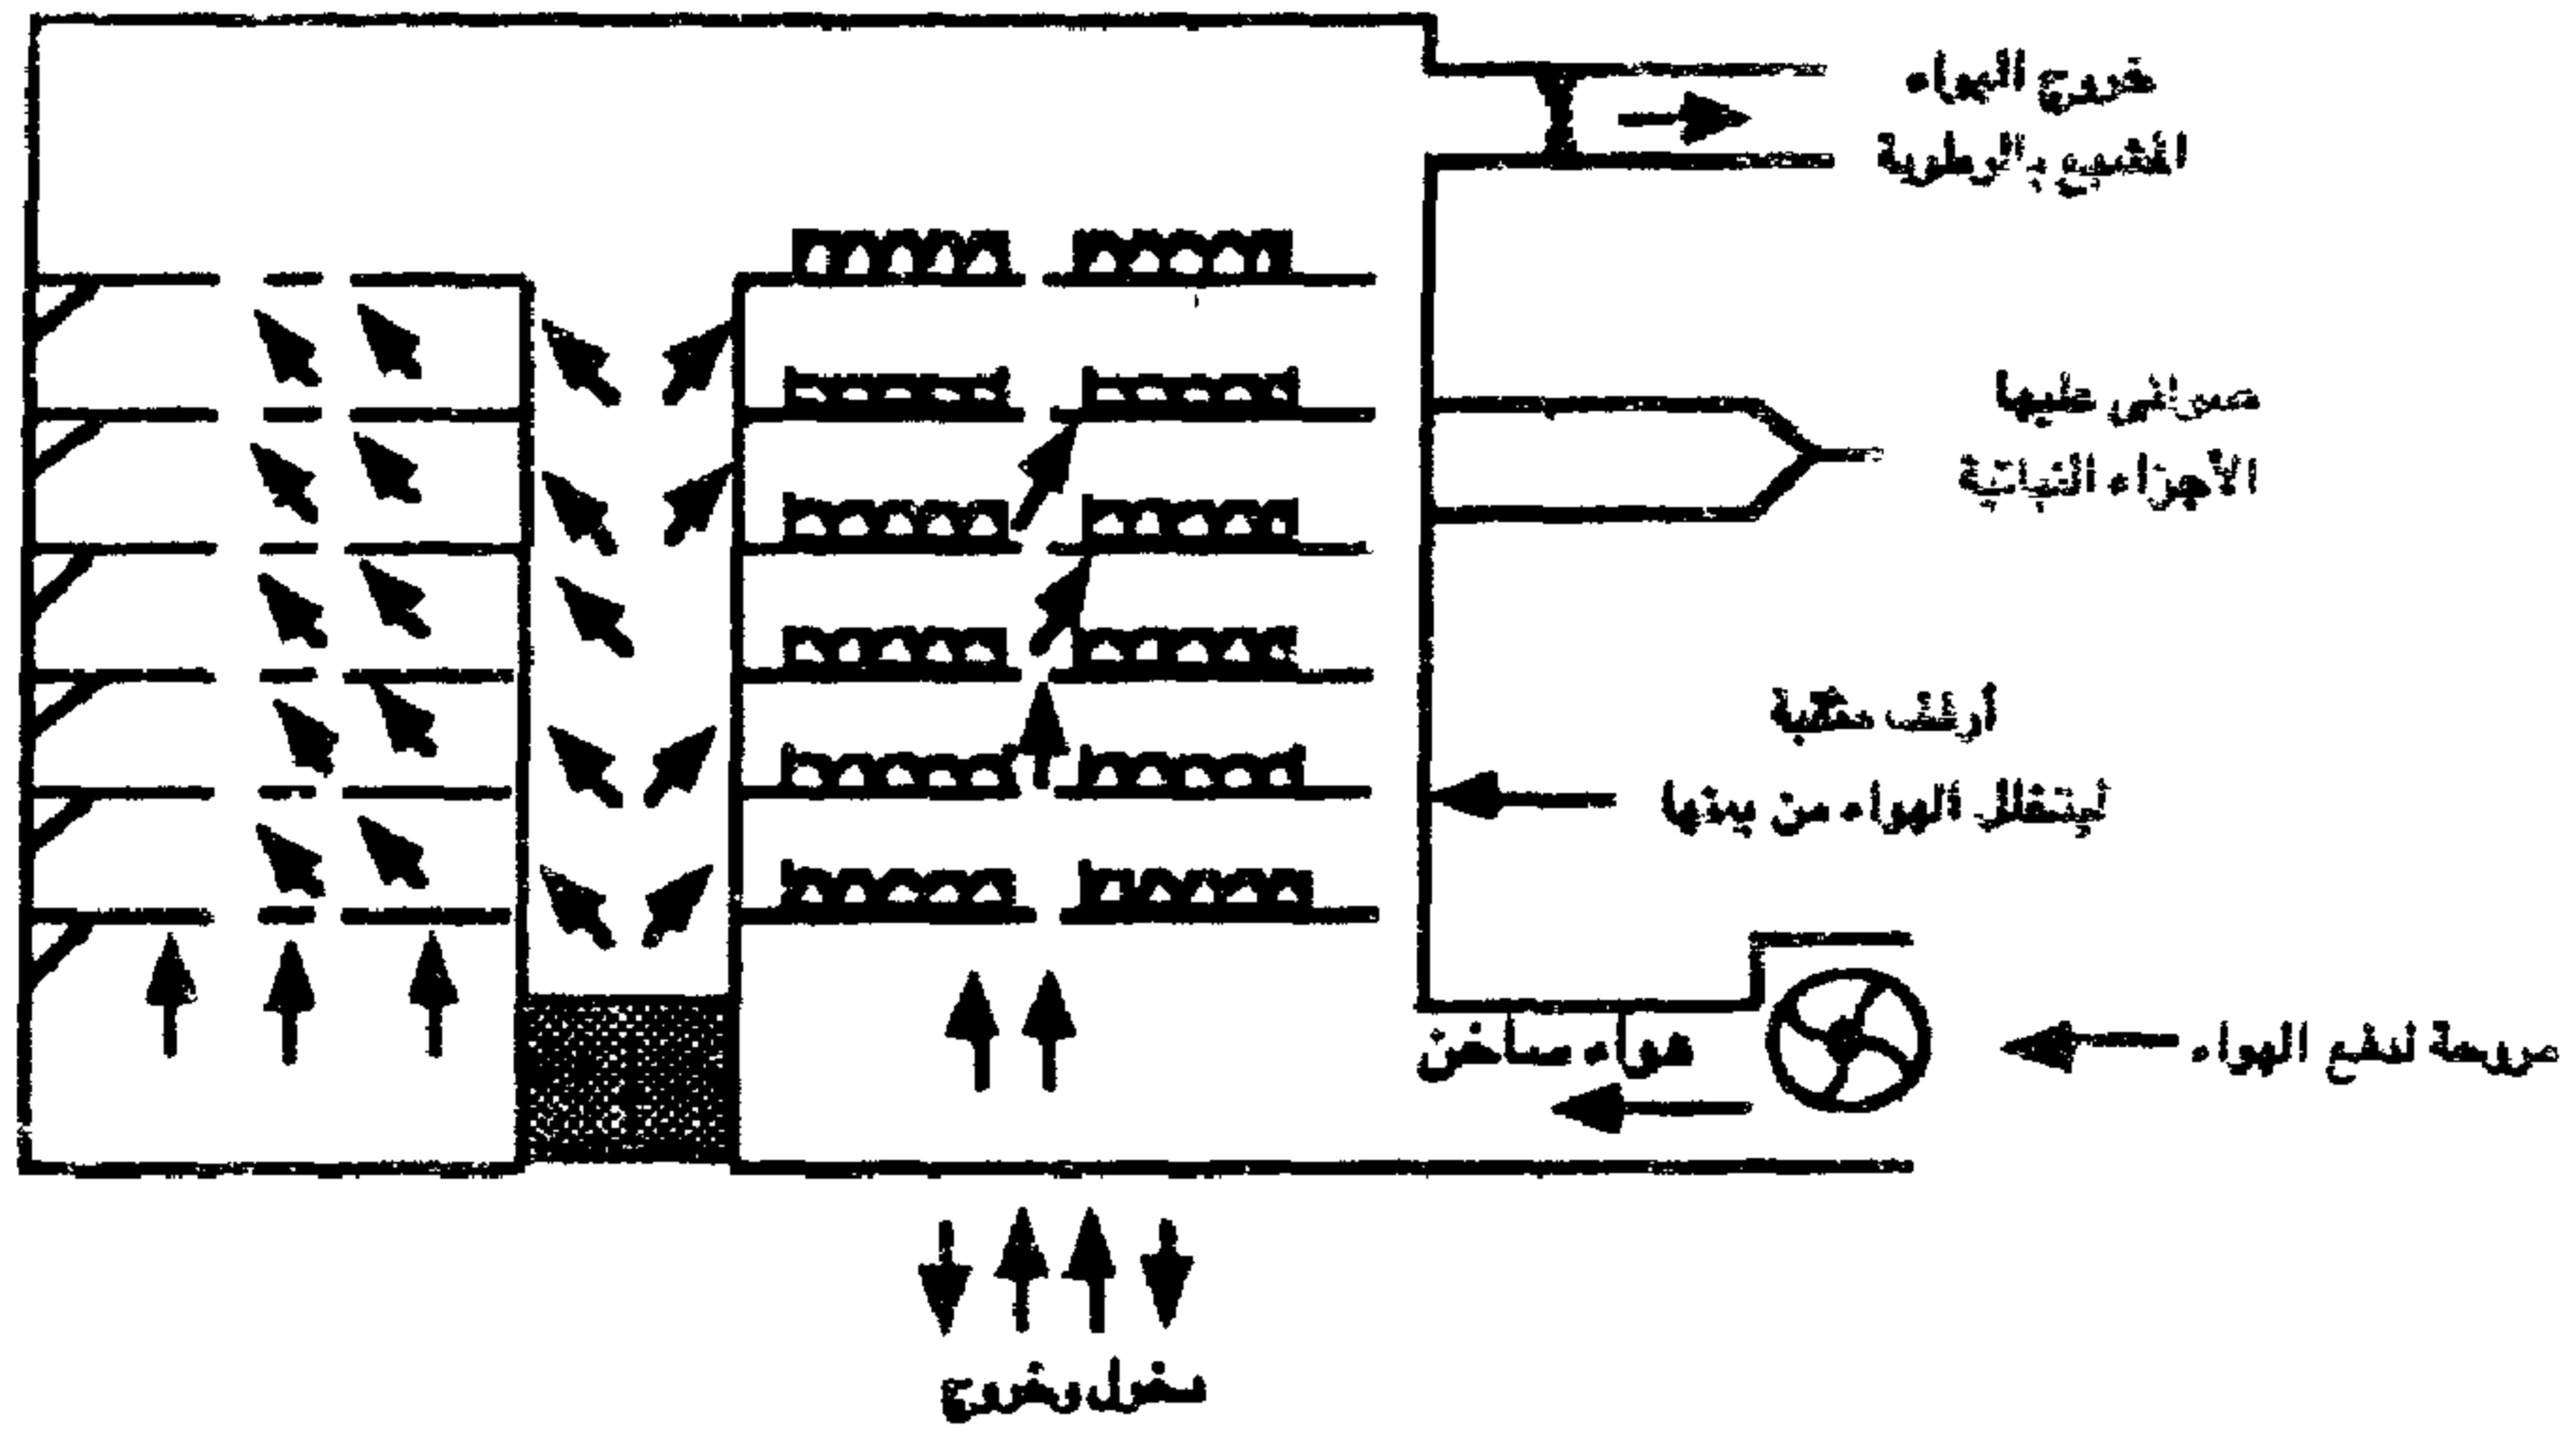 خروج الهواء
المشبع بالرطوبة
صوانى عليها
الأجزاء النباتية
أرفف مثقبة
ليتخلل الهواء من بينها
هواء ساخن
مروحة لدفع الهواء
دخول وخروج